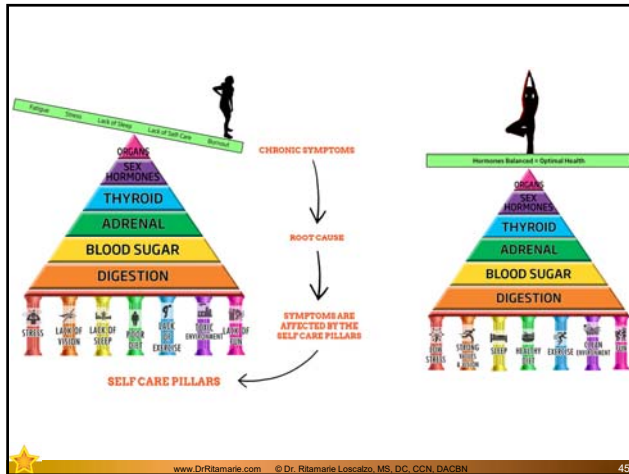 Fatigue Stress Lack of Sleep Lack of Self-Care Burnout
ORGANS
SEX
HORMONES
THYROID
ADRENAL
BLOOD SUGAR
DIGESTION
STRESS
LACK OF
VISION
LACK OF
SLEEP
POOR
DIET
LACK
OF
EXERCISE
TOXIC
ENVIRONMENT
LACK OF
FUN
CHRONIC SYMPTOMS
ROOT CAUSE
SYMPTOMS ARE
AFFECTED BY THE
SELF CARE PILLARS
SELF CARE PILLARS
Hormones Balanced = Optimal Health
ORGANS
SEX
HORMONES
THYROID
ADRENAL
BLOOD SUGAR
DIGESTION
LOW
STRESS
STRONG
VALUES
& VISION
SLEEP
HEALTHY
DIET
EXERCISE
CLEAN
ENVIRONMENT
FUN
www.DrRitamarie.com © Dr. Ritamarie Loscalzo, MS, DC, CCN, DACBN
45